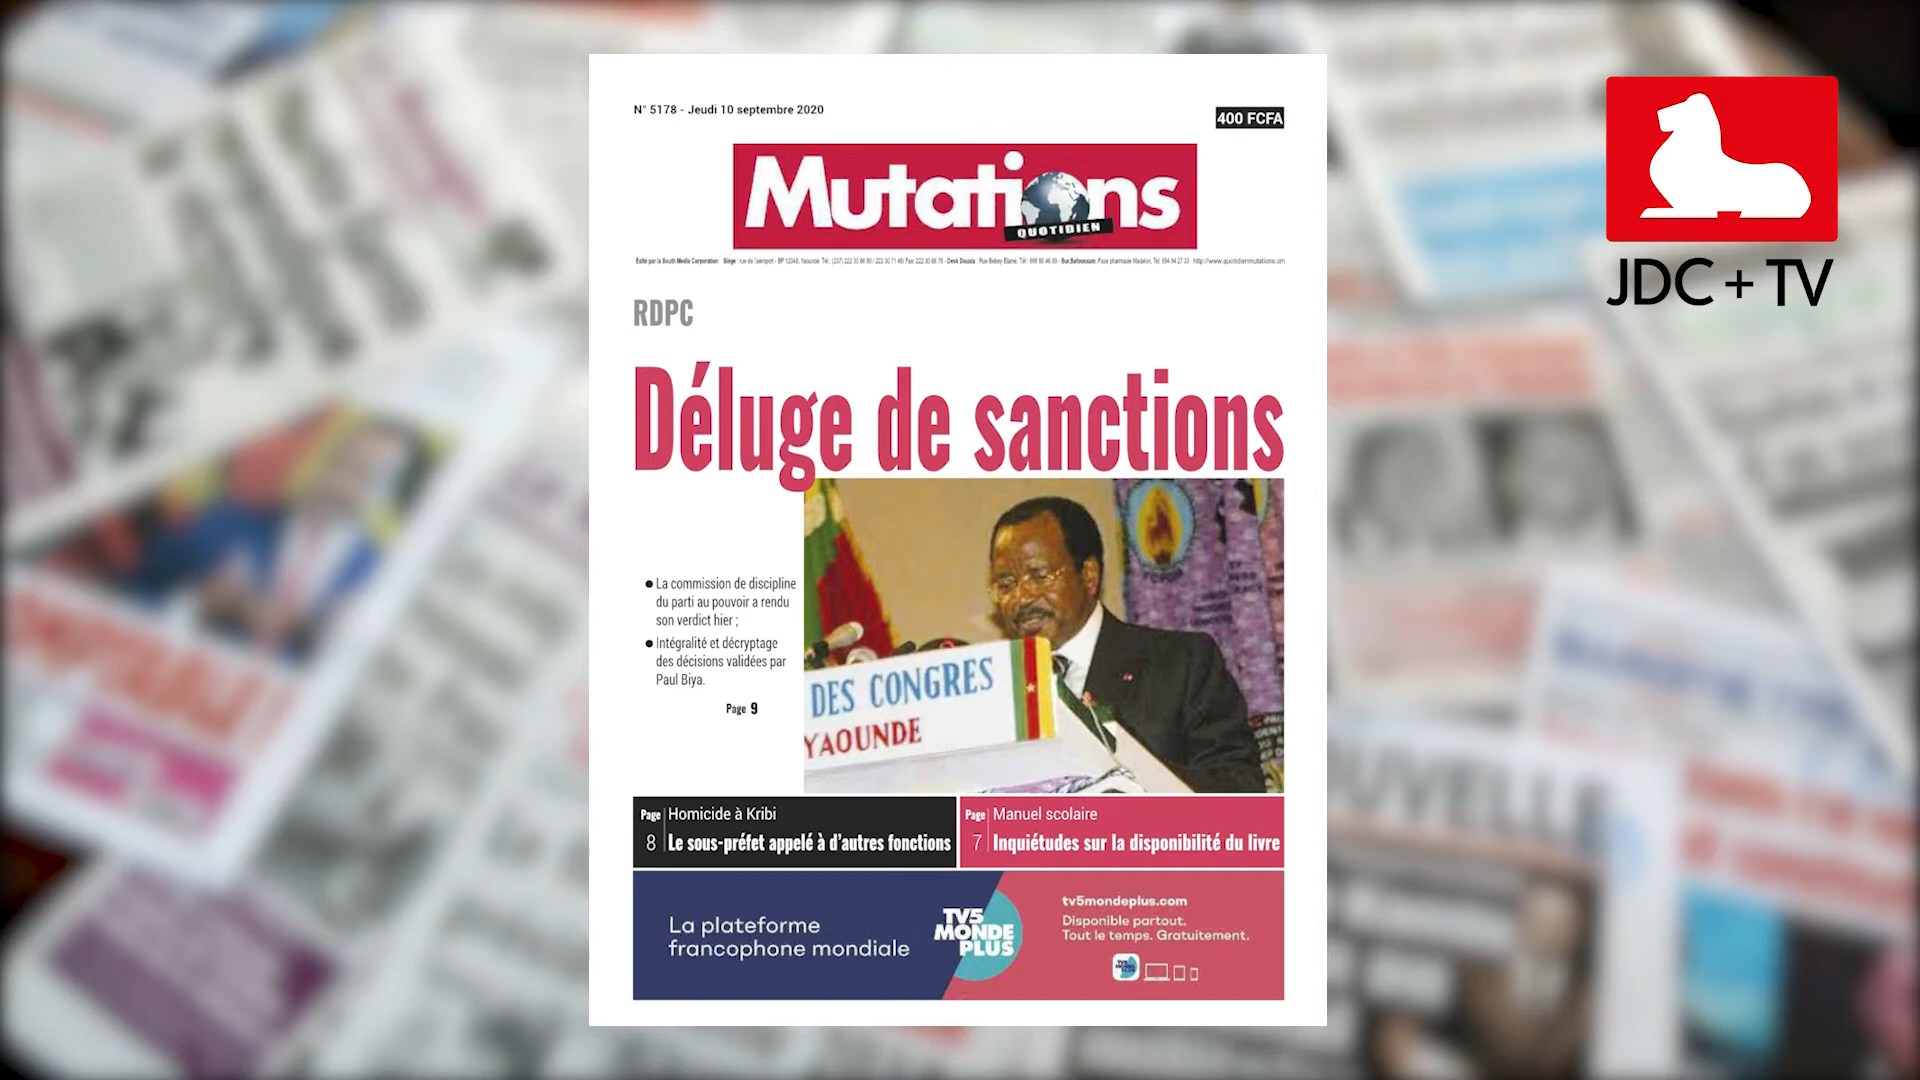 N° 5178 - Jeudi 10 septembre 2020
400 FCFA
Mutations
QUOTIDIEN
JDC + TV
RDPC
Déluge de sanctions
La commission de discipline
du parti au pouvoir a rendu
son verdict hier ;
Intégralité et décryptage
des décisions validées par
Paul Biya.
Page 9
DES CONGRES
YAOUNDE
Page 8
Homicide à Kribi
Le sous-préfet appelé à d'autres fonctions
Page 7
Manuel scolaire
Inquiétudes sur la disponibilité du livre
La plateforme
francophone mondiale
TV5
MONDE
PLUS
tv5mondeplus.com
Disponible partout.
Tout le temps. Gratuitement.